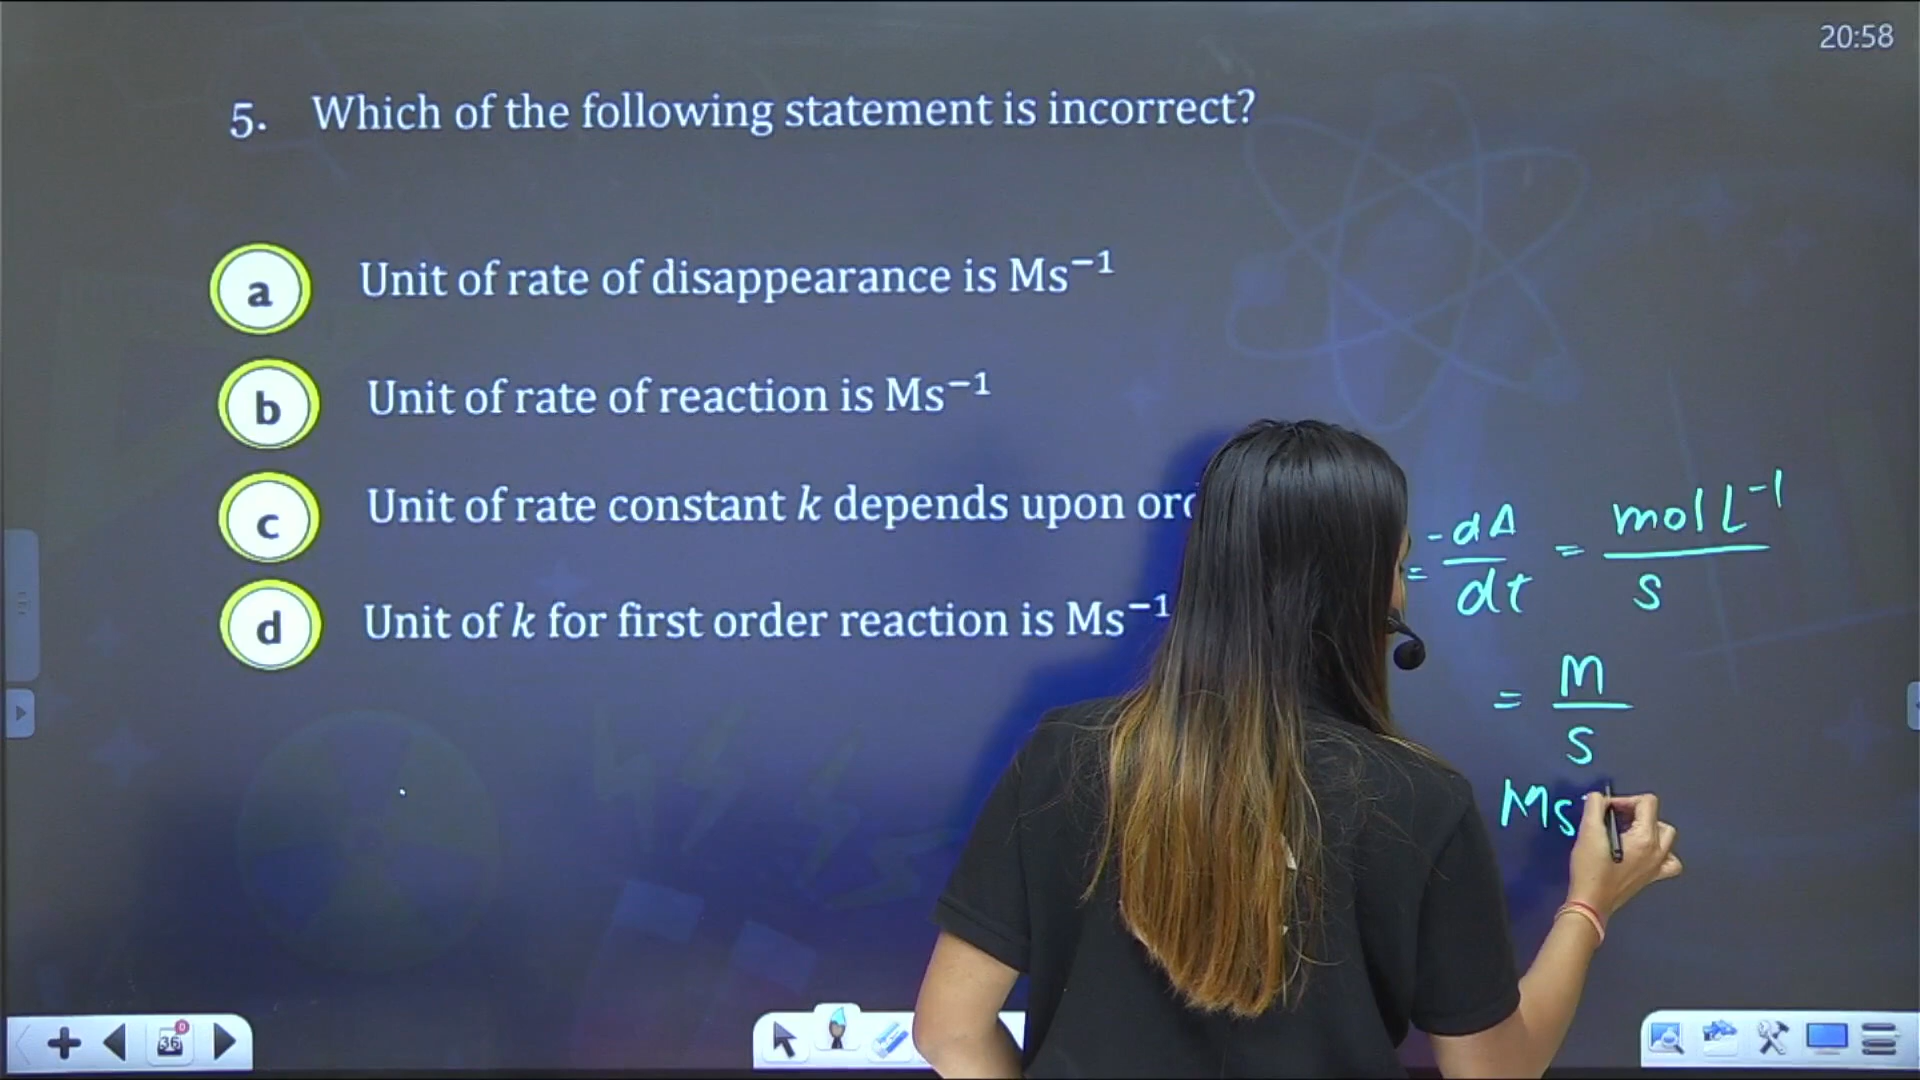 20:58
5. Which of the following statement is incorrect?
a Unit of rate of disappearance is Ms⁻¹
b Unit of rate of reaction is Ms⁻¹
c Unit of rate constant k depends upon
d Unit of k for first order reaction is Ms⁻¹
= -dA/dt = mol L⁻¹/s
= M/s
Ms
36
0